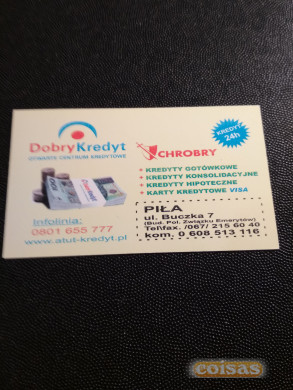 DobryKredyt
OTWARTE CENTRUM KREDYTOWE
CHROBRY
KREDYT
24h
• KREDYTY GOTÓWKOWE
• KREDYTY KONSOLIDACYJNE
• KREDYTY HIPOTECZNE
• KARTY KREDYTOWE VISA
Infolinia:
0801 655 777
www.atut-kredyt.pl
PIŁA
ul. Buczka 7
(Bud. Pol. Związku Emerytów)
Tel\fax. /067/ 215 60 40
kom. 0 608 513 116
coisas